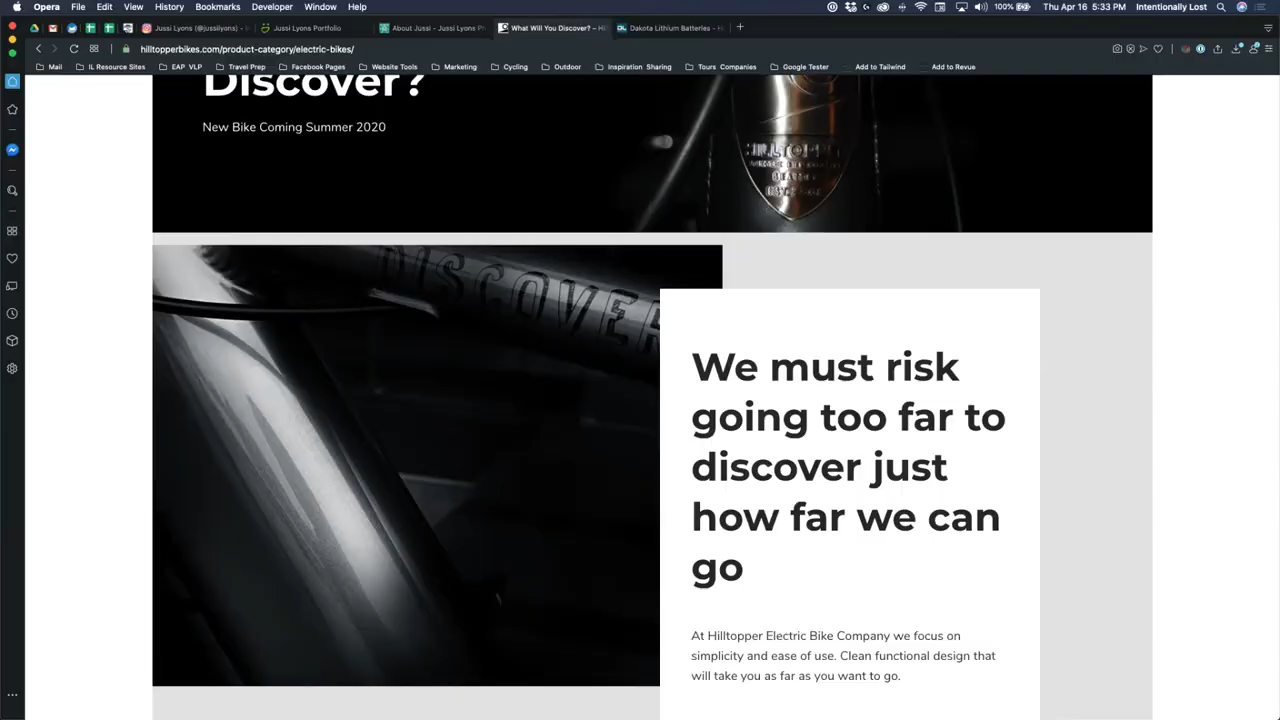 Opera File Edit View History Bookmarks Developer Window Help
100% Thu Apr 16 5:33 PM Intentionally Lost
Jussi Lyons (@jussilyons) -
Jussi Lyons Portfolio
About Jussi - Jussi Lyons Ph
What Will You Discover? – Hi
Dakota Lithium Batteries - H
hilltopperbikes.com/product-category/electric-bikes/
Mail IL Resource Sites EAP VLP Travel Prep Facebook Pages Website Tools Marketing Cycling Outdoor Inspiration Sharing Tours Companies Google Tester Add to Tailwind Add to Revue
Discover?
New Bike Coming Summer 2020
HILLTOPPER
DISCOVER
We must risk
going too far to
discover just
how far we can
go
At Hilltopper Electric Bike Company we focus on
simplicity and ease of use. Clean functional design that
will take you as far as you want to go.